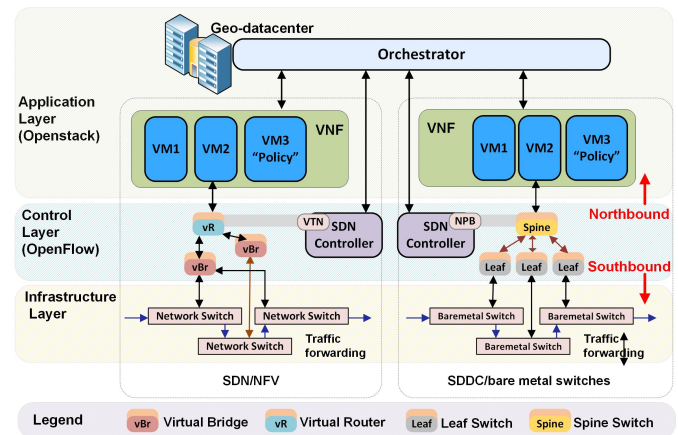 Geo-datacenter
Orchestrator
Application
Layer
(Openstack)
VNF
VM1
VM2
VM3
“Policy”
VNF
VM1
VM2
VM3
“Policy”
Northbound
Control
Layer
(OpenFlow)
vR
VTN
SDN
Controller
vBr
vBr
SDN
Controller
NPB
Spine
Leaf
Leaf
Leaf
Southbound
Infrastructure
Layer
Network Switch
Network Switch
Network Switch
Traffic
forwarding
Baremetal Switch
Baremetal Switch
Baremetal Switch
Traffic
forwarding
SDN/NFV
SDDC/bare metal switches
Legend
vBr Virtual Bridge
vR Virtual Router
Leaf Leaf Switch
Spine Spine Switch